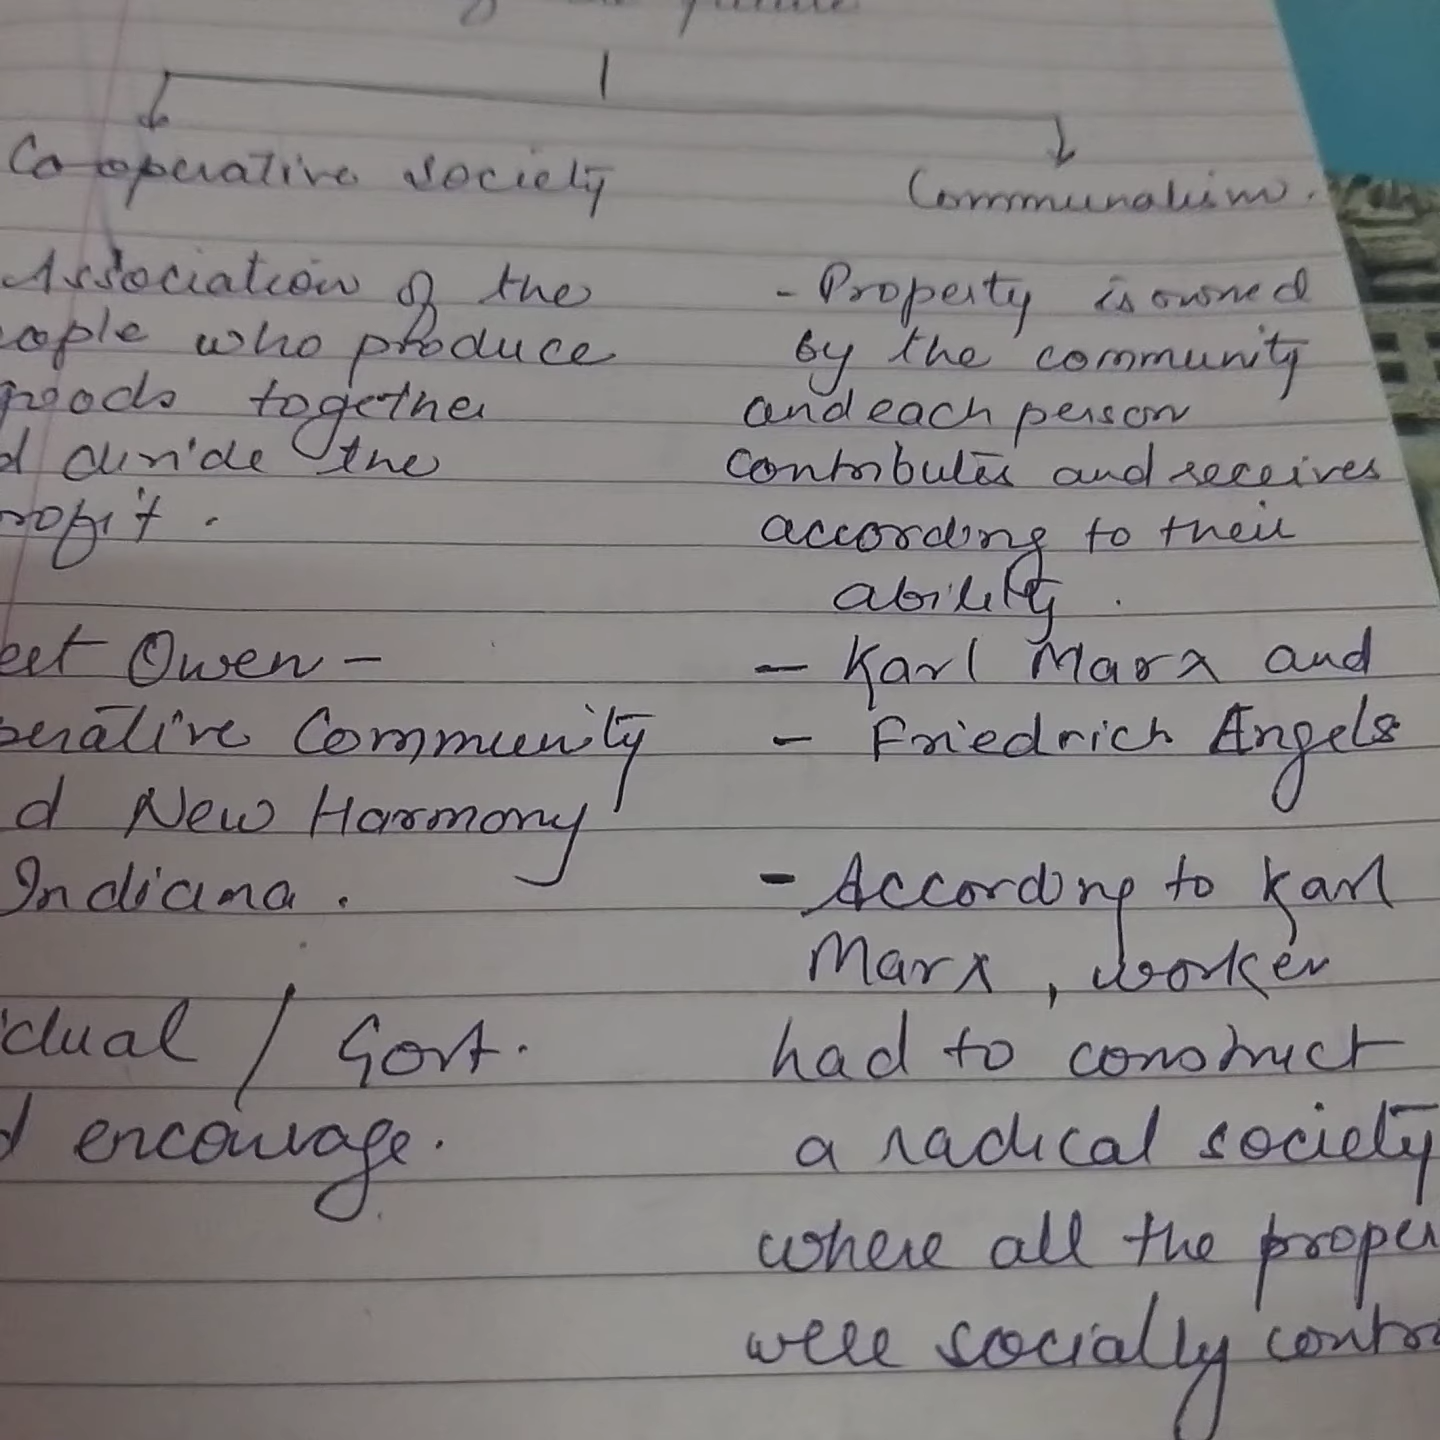 Co-operative society
Communalism.
Association of the
ople who produce
goods together
d divide the
rofit.
- Property is owned
by the community
and each person
contributes and receives
according to their
ability.
ert Owen -
perative Community
d New Harmony
Indiana.
idual / Govt.
d encourage.
- Karl Marx and
- Friedrich Angels
- According to Karl
Marx, worker
had to construct
a radical society
where all the proper
were socially contro